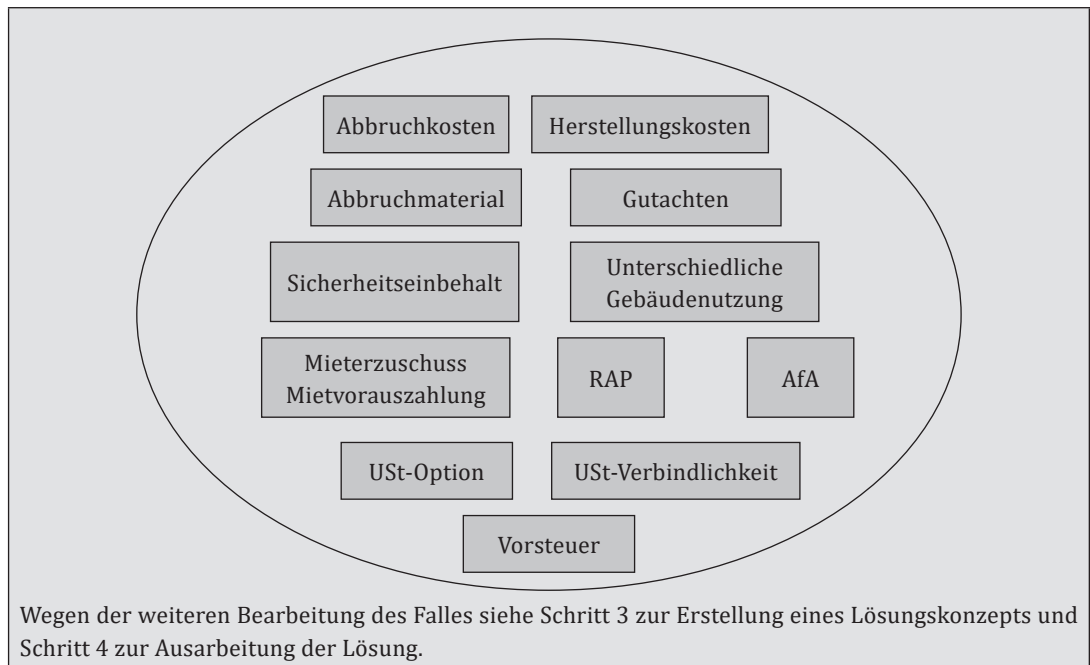 Abbruchkosten
Herstellungskosten
Abbruchmaterial
Gutachten
Sicherheitseinbehalt
Unterschiedliche
Gebäudenutzung
Mieterzuschuss
Mietvorauszahlung
RAP
AfA
USt-Option
USt-Verbindlichkeit
Vorsteuer
Wegen der weiteren Bearbeitung des Falles siehe Schritt 3 zur Erstellung eines Lösungskonzepts und
Schritt 4 zur Ausarbeitung der Lösung.